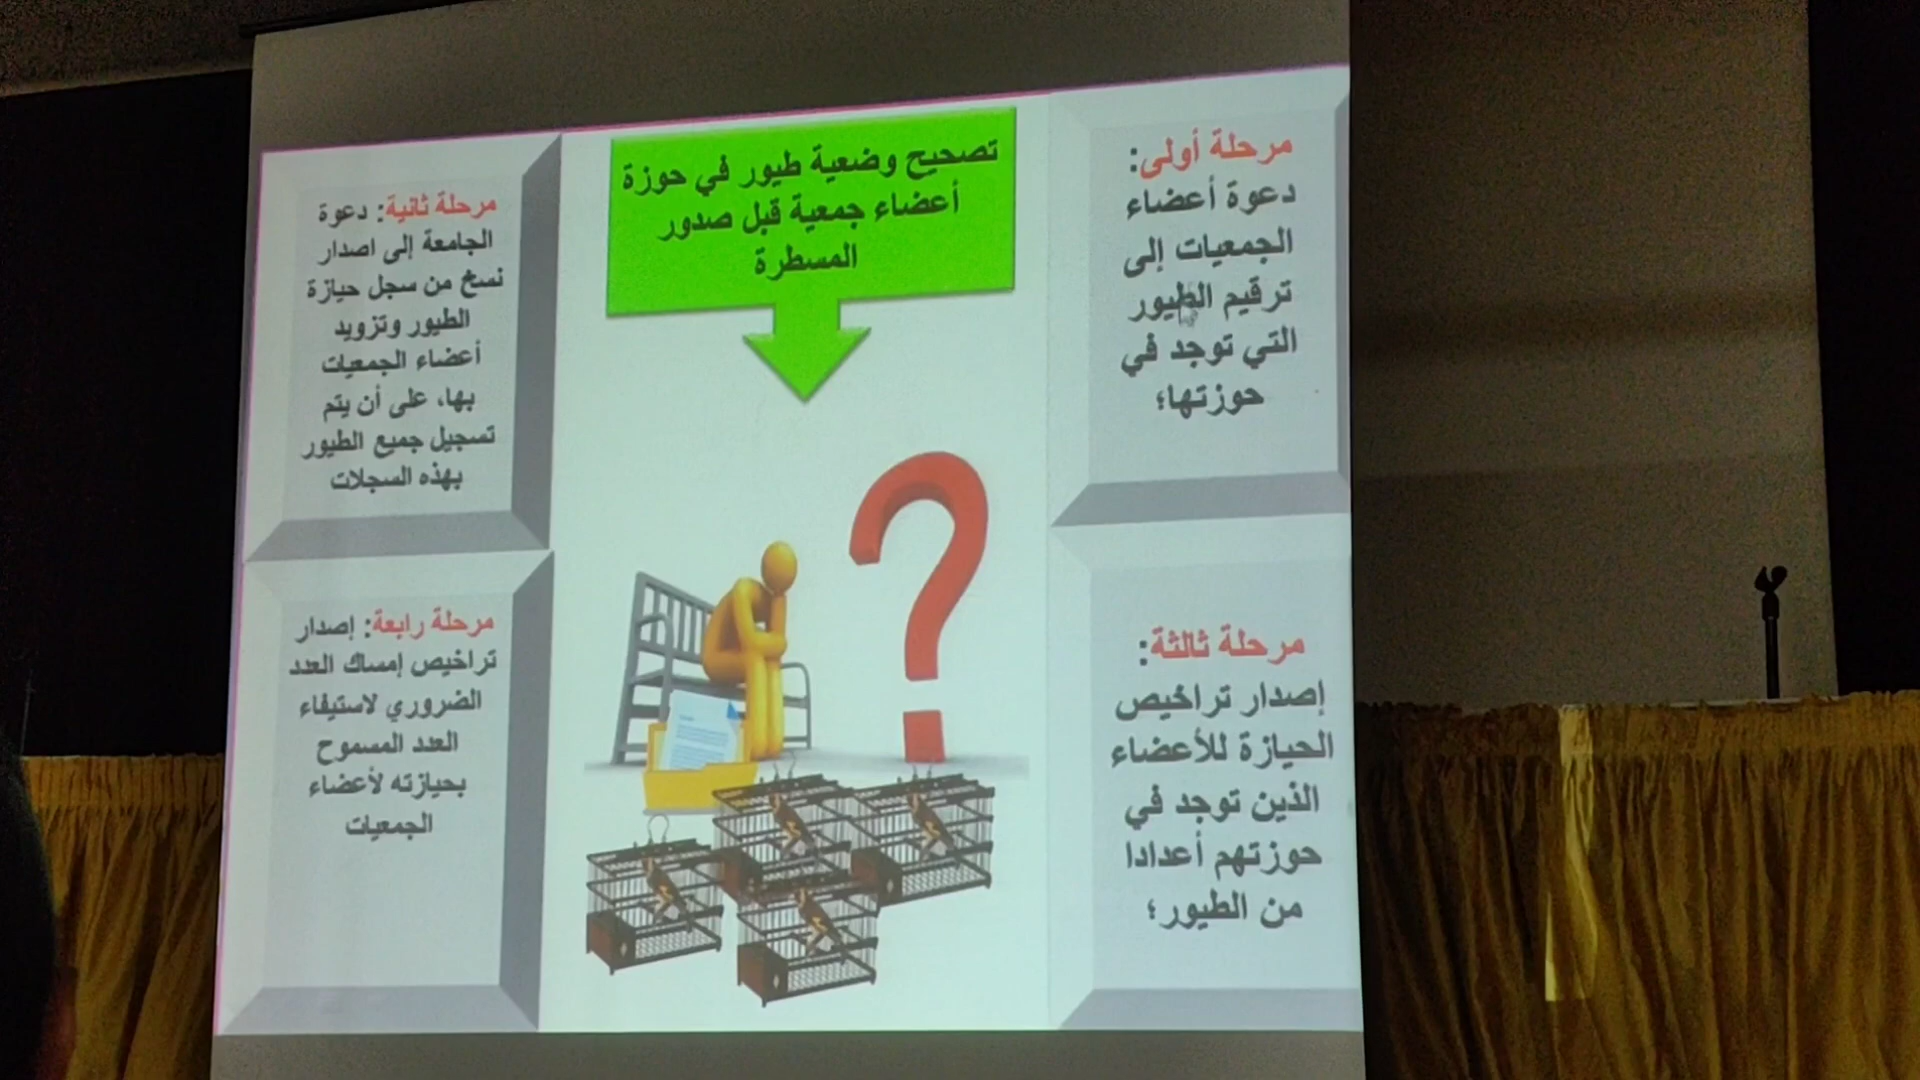 تصحيح وضعية طيور في حوزة
أعضاء جمعية قبل صدور
المسطرة
مرحلة أولى:
دعوة أعضاء
الجمعيات إلى
ترقيم الطيور
التي توجد في
حوزتها؛
مرحلة ثانية: دعوة
الجامعة إلى اصدار
نسخ من سجل حيازة
الطيور وتزويد
أعضاء الجمعيات
بها، على أن يتم
تسجيل جميع الطيور
بهذه السجلات
مرحلة ثالثة:
إصدار تراخيص
الحيازة للأعضاء
الذين توجد في
حوزتهم أعدادا
من الطيور؛
مرحلة رابعة: إصدار
تراخيص إمساك العدد
الضروري لاستيفاء
العدد المسموح
بحيازته لأعضاء
الجمعيات